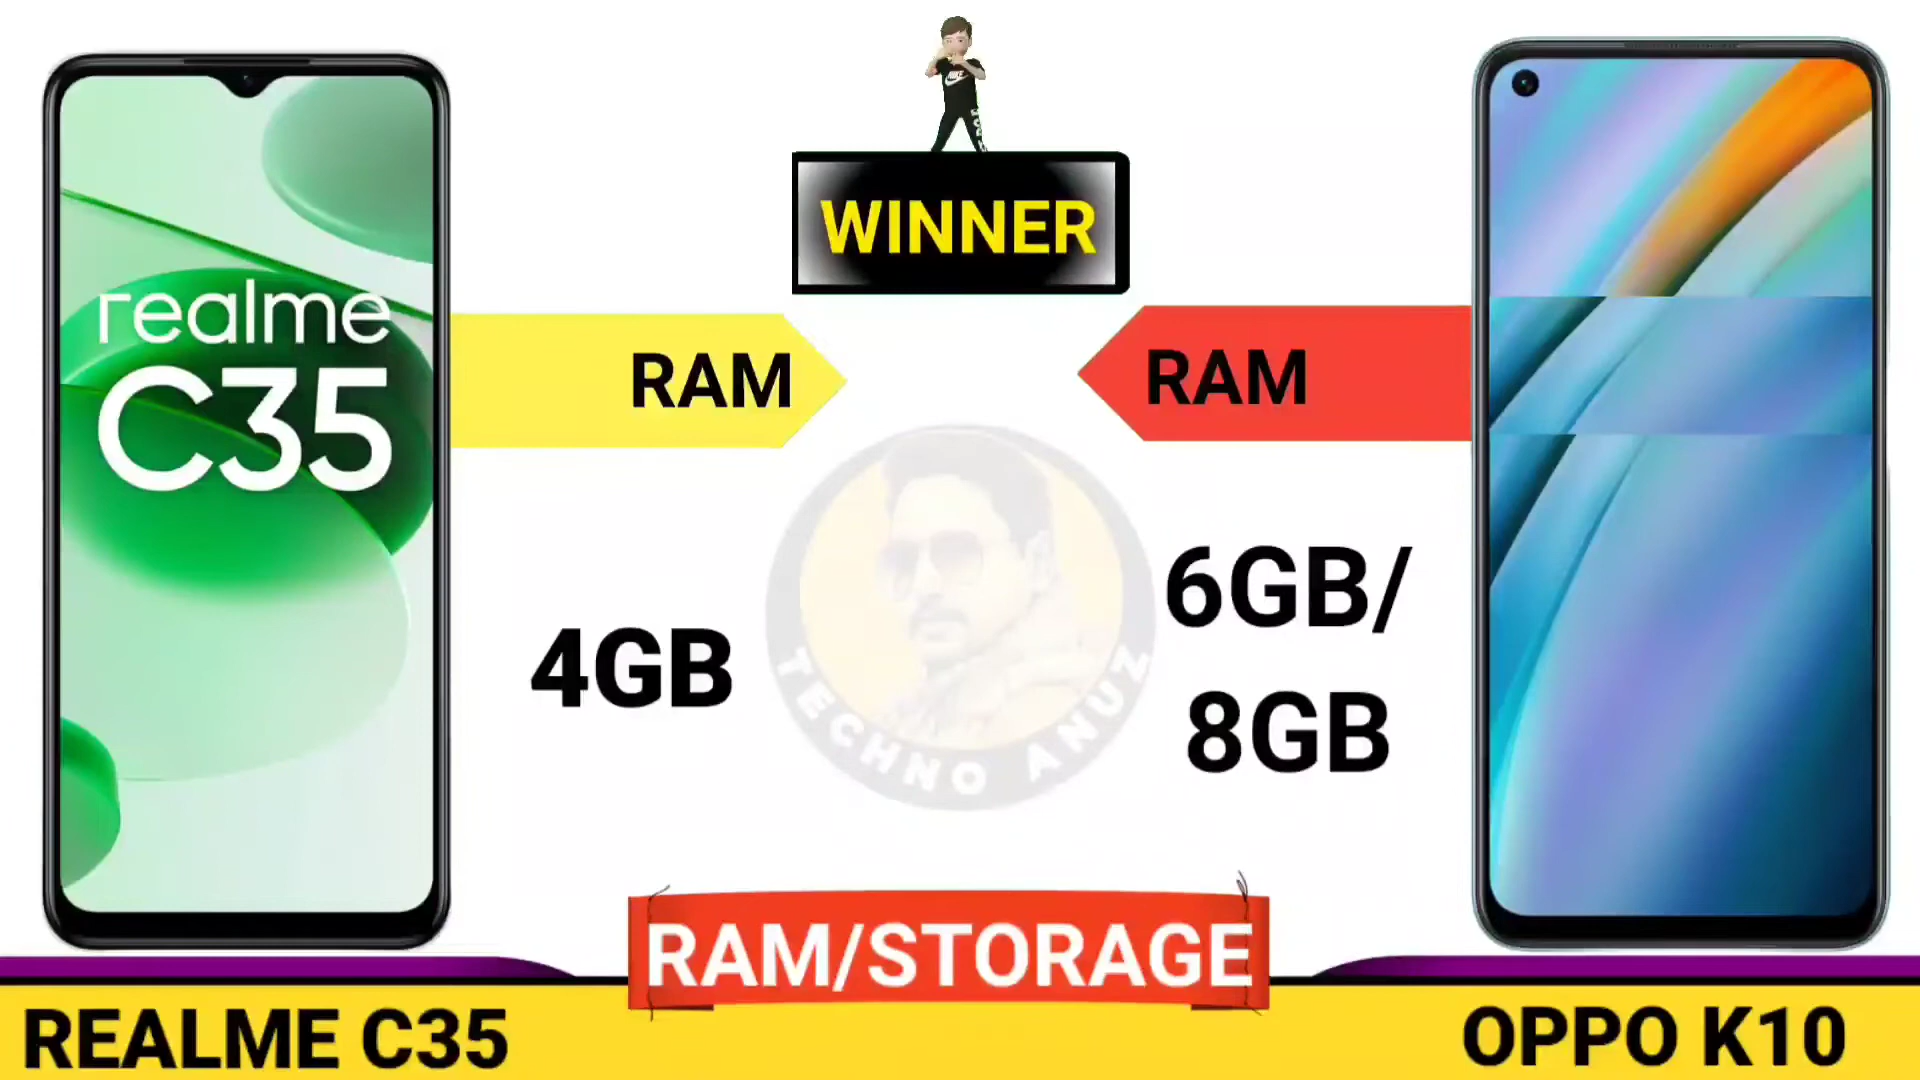 WINNER
realme
C35
RAM
RAM
4GB
6GB/
8GB
TECHNO ANUZ
RAM/STORAGE
REALME C35
OPPO K10